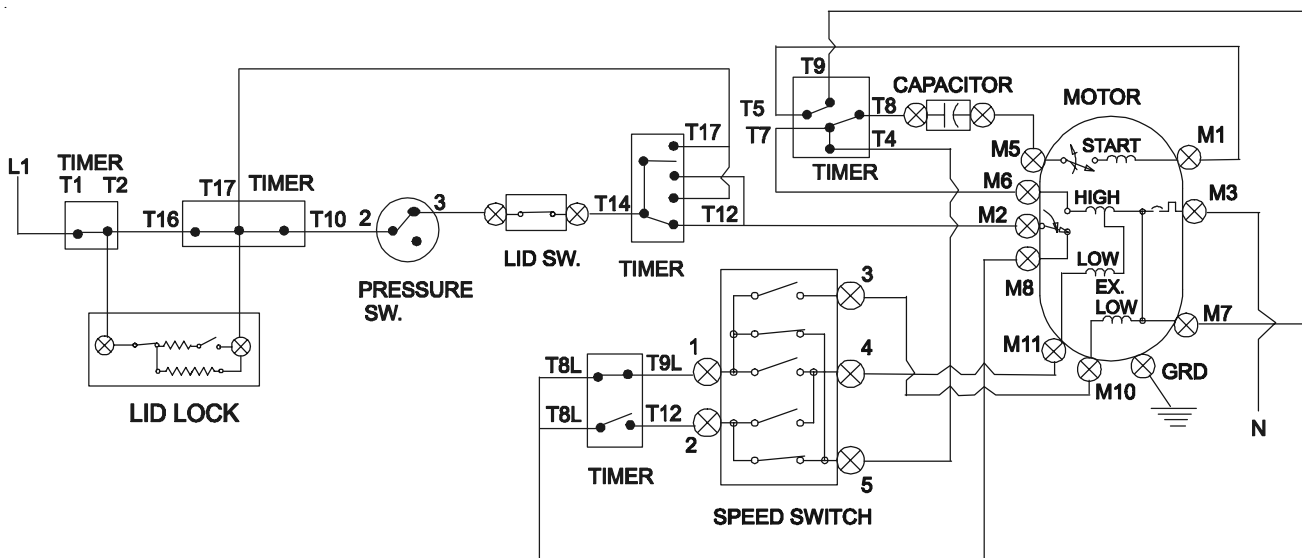 T9
CAPACITOR
MOTOR
T5
T8
T7
T4
TIMER
M5
START
M1
M6
HIGH
M3
M2
LOW
EX.
LOW
M8
M7
M11
M10
GRD
N
L1
TIMER
T1 T2
T17
TIMER
T16
T10
2
3
PRESSURE
SW.
LID SW.
T14
T17
T12
TIMER
LID LOCK
T8L
T9L
1
T8L
T12
2
TIMER
3
4
5
SPEED SWITCH